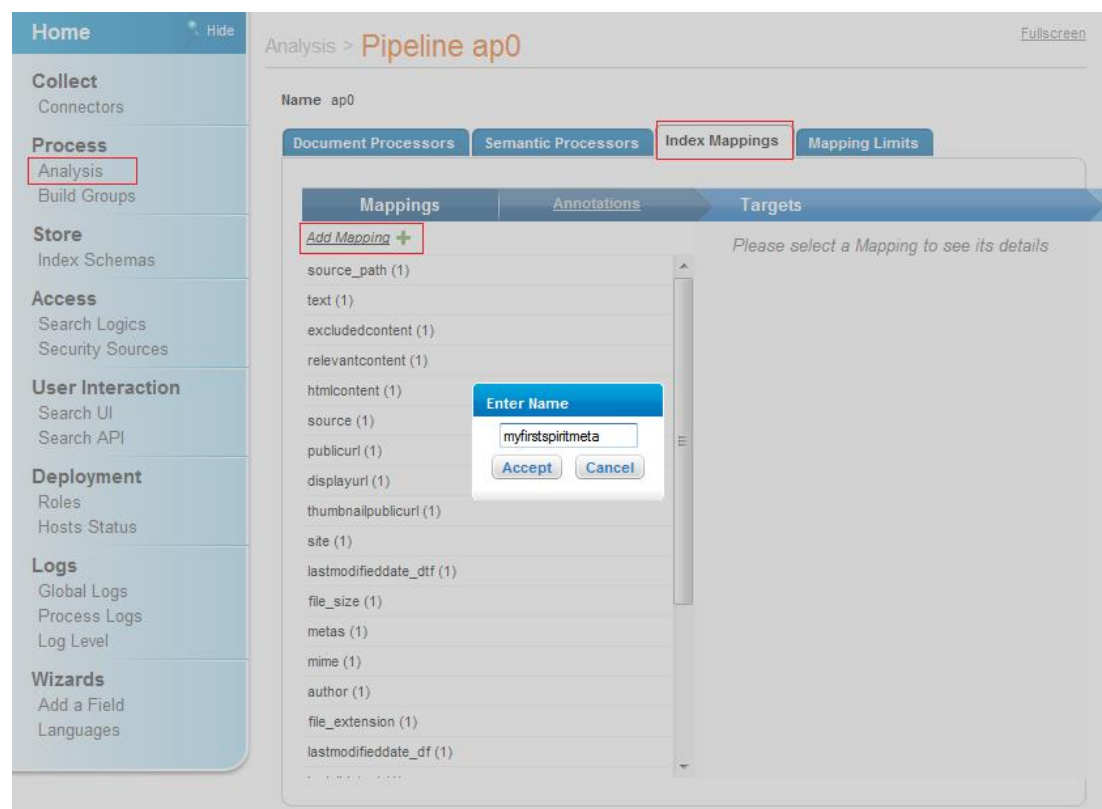 Home
Hide
Collect
Connectors
Process
Analysis
Build Groups
Store
Index Schemas
Access
Search Logics
Security Sources
User Interaction
Search UI
Search API
Deployment
Roles
Hosts Status
Logs
Global Logs
Process Logs
Log Level
Wizards
Add a Field
Languages
Analysis > Pipeline ap0
Fullscreen
Name ap0
Document Processors
Semantic Processors
Index Mappings
Mapping Limits
Mappings
Annotations
Targets
Add Mapping
Please select a Mapping to see its details
source_path (1)
text (1)
excludedcontent (1)
relevantcontent (1)
htmlcontent (1)
source (1)
publicurl (1)
displayurl (1)
thumbnailpublicurl (1)
site (1)
lastmodifieddate_dtf (1)
file_size (1)
metas (1)
mime (1)
author (1)
file_extension (1)
lastmodifieddate_df (1)
Enter Name
myfirstspiritmeta
Accept
Cancel